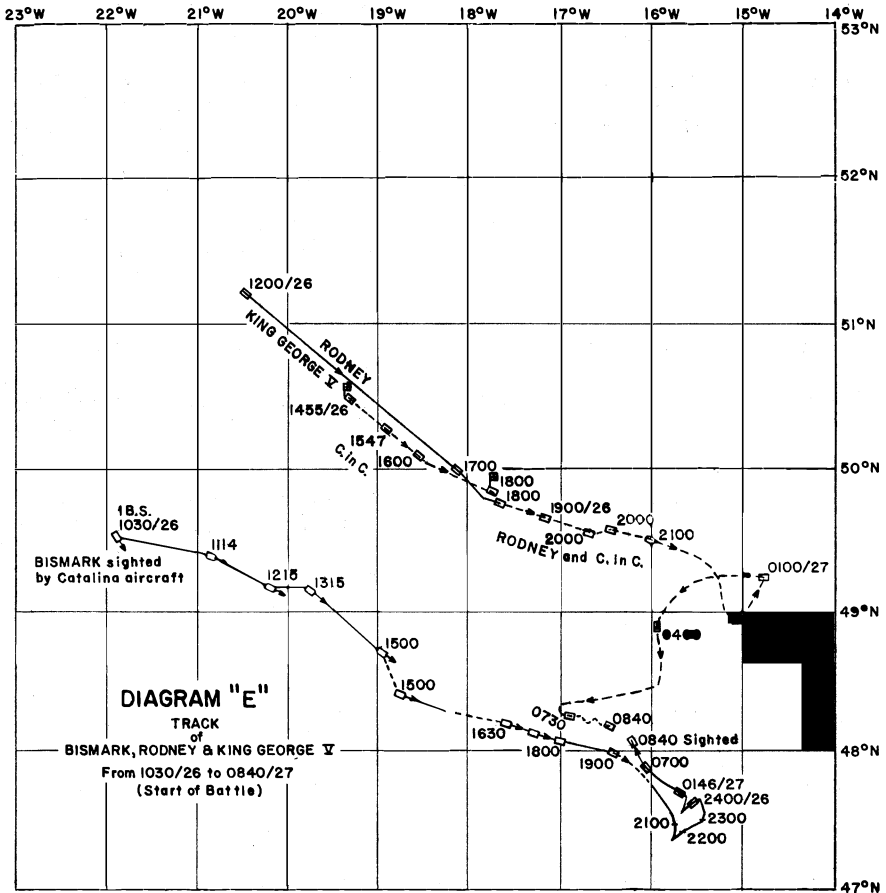 23°W 22°W 21°W 20°W 19°W 18°W 17°W 16°W 15°W 14°W
53°N
52°N
1200/26
51°N
KING GEORGE V
RODNEY
1455/26
1547
C. in C.
1600
1700
50°N
1800
1800
1900/26
2000
2000
2100
RODNEY and C. in C.
1 B.S.
1030/26
BISMARK sighted
by Catalina aircraft
1114
1215
1315
0100/27
49°N
1500
1500
DIAGRAM "E"
TRACK
of
BISMARK, RODNEY & KING GEORGE V
From 1030/26 to 0840/27
(Start of Battle)
1630
1800
1900
0730
0840
0840 Sighted
48°N
0700
0146/27
2400/26
2300
2100
2200
47°N